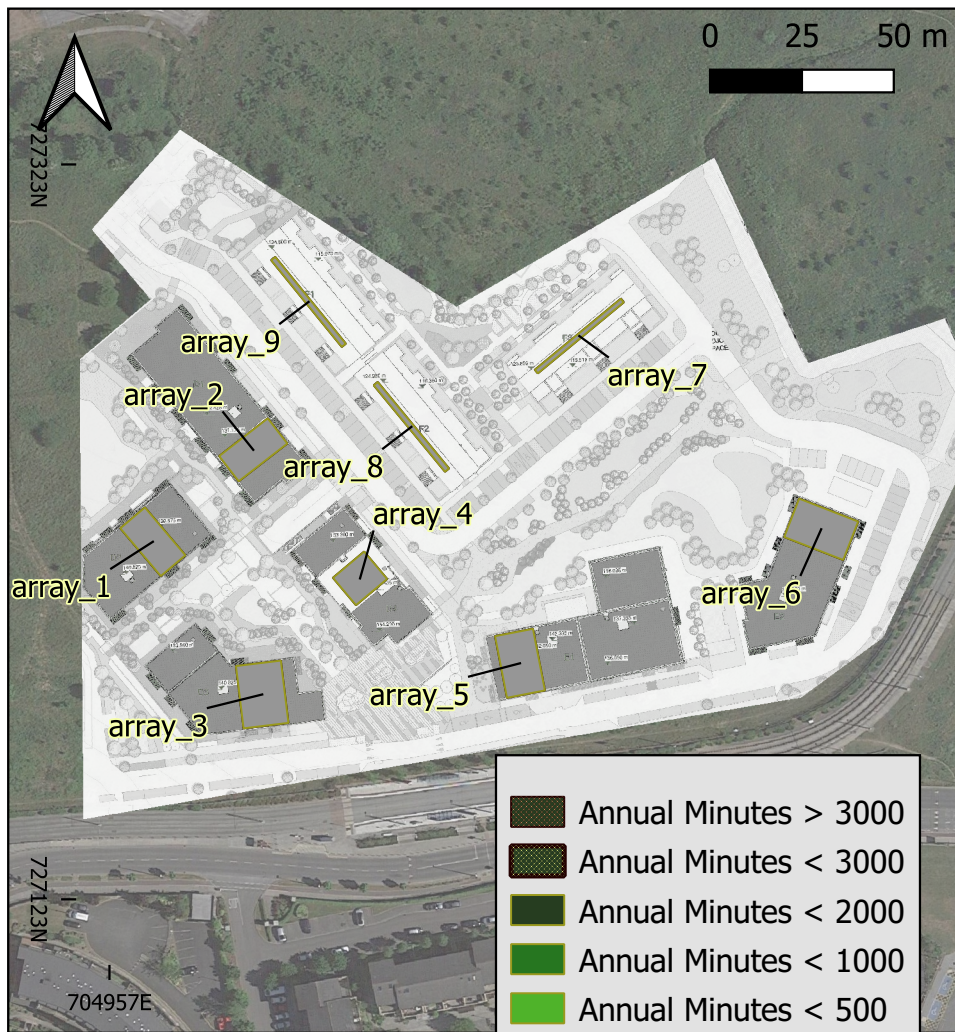 0 25 50 m
727323N
array_9
array_7
array_2
array_8
F2
array_4
array_1
array_6
array_5
array_3
Annual Minutes > 3000
Annual Minutes < 3000
727123N
Annual Minutes < 2000
Annual Minutes < 1000
704957E
Annual Minutes < 500